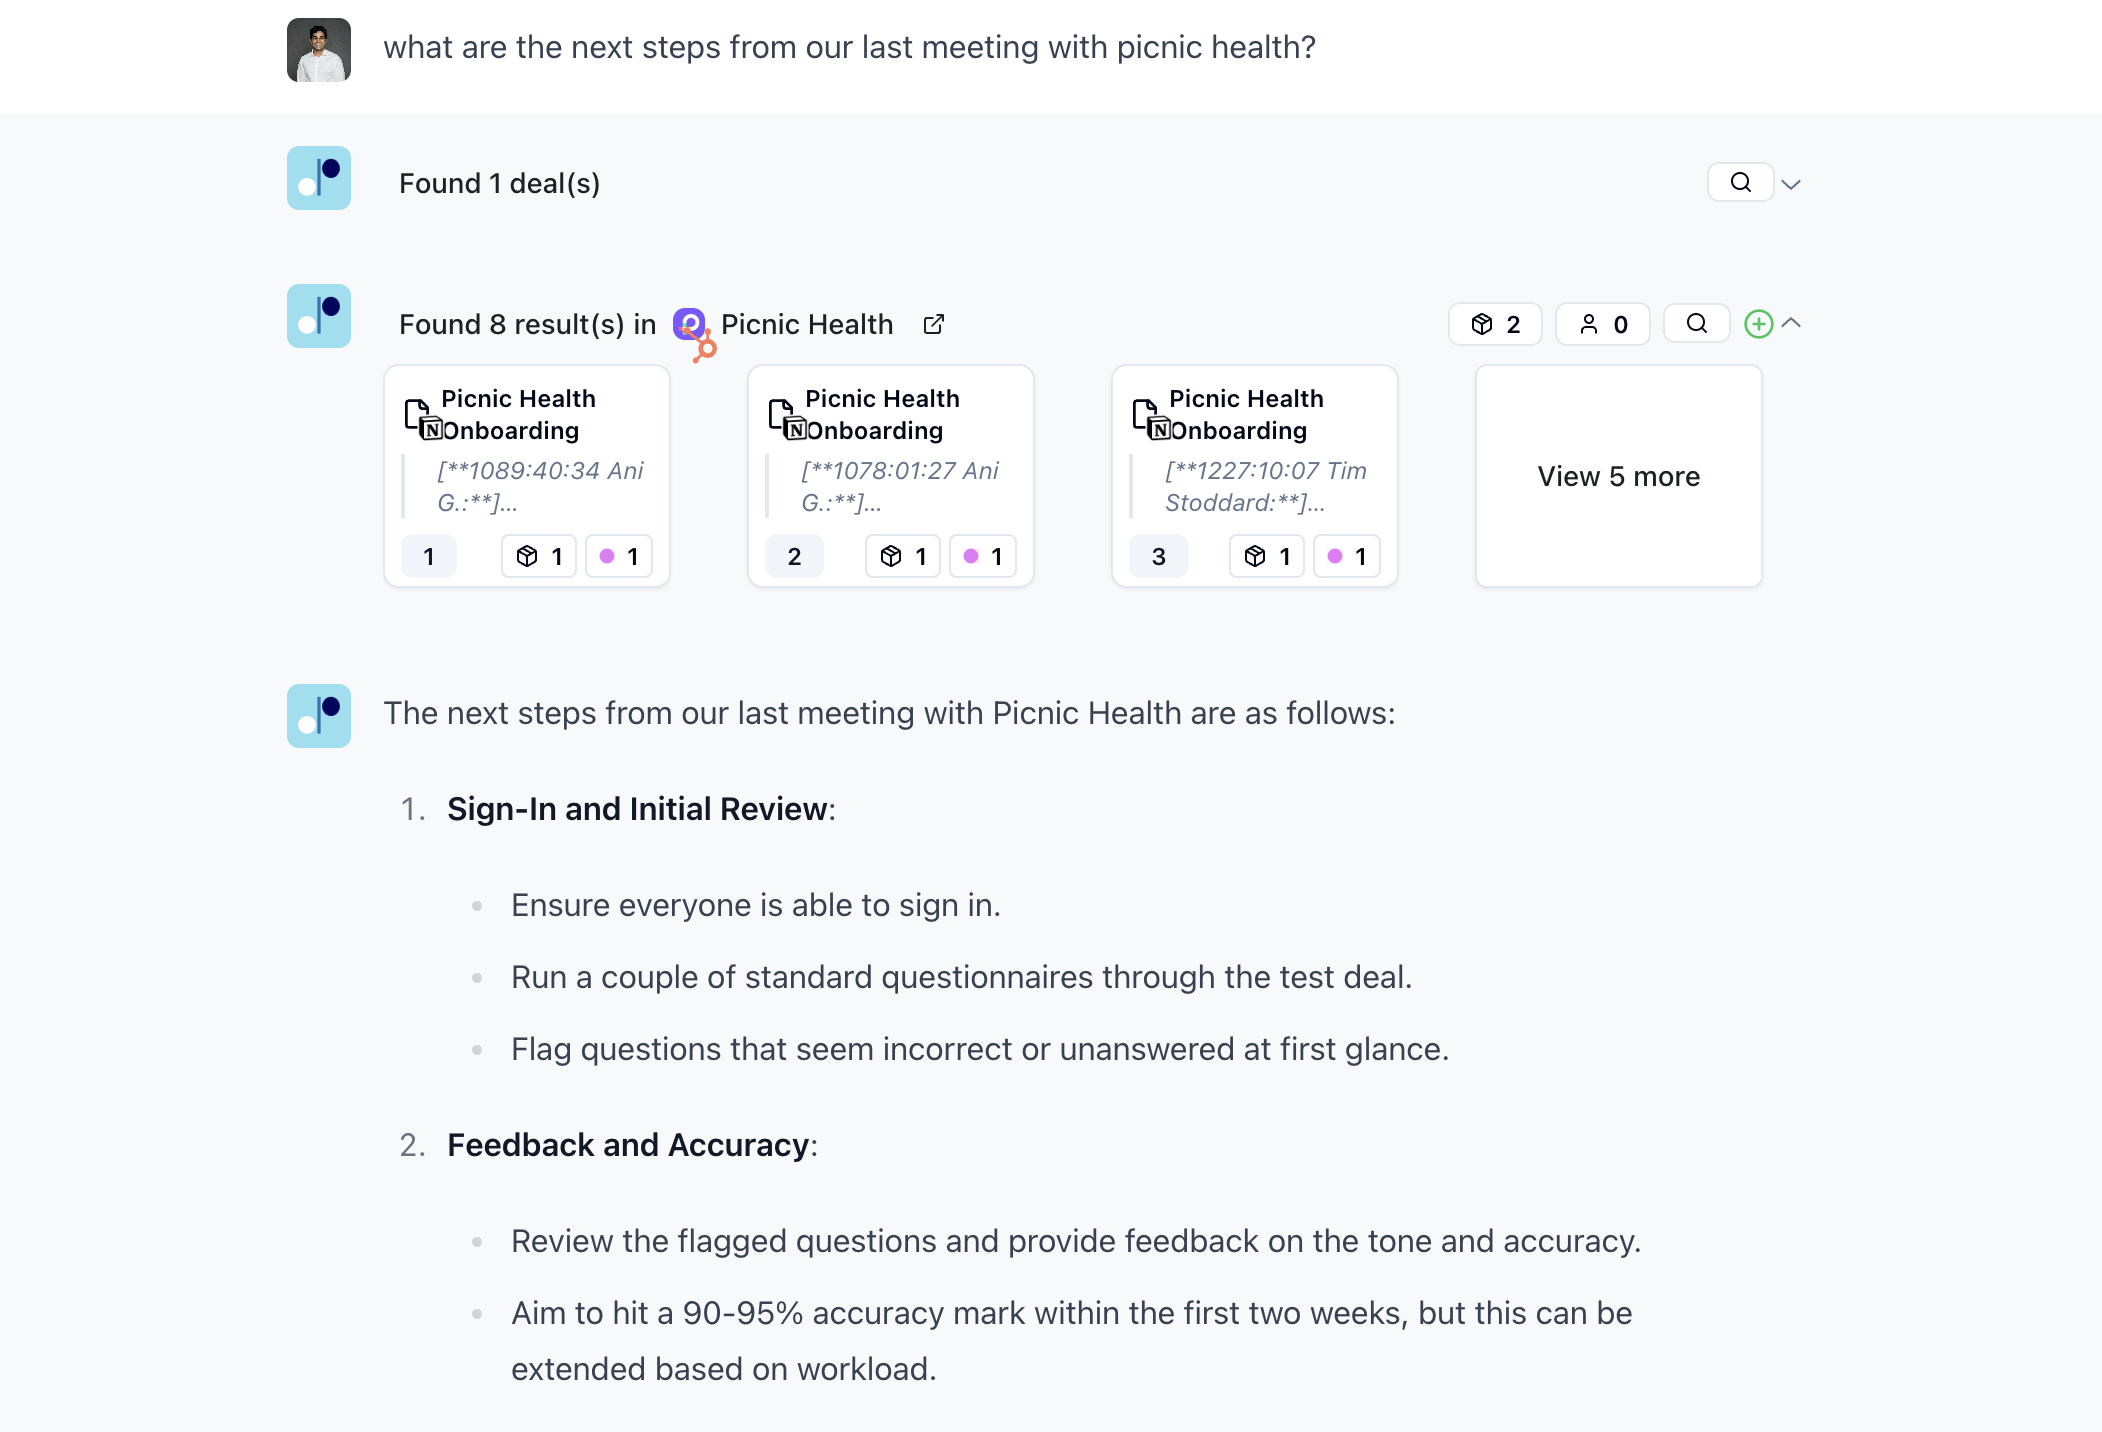 what are the next steps from our last meeting with picnic health?
Found 1 deal(s)
Found 8 result(s) in Picnic Health
2
0
Picnic Health
Onboarding
[**1089:40:34 Ani
G.:**]...
1
1
1
Picnic Health
Onboarding
[**1078:01:27 Ani
G.:**]...
2
1
1
Picnic Health
Onboarding
[**1227:10:07 Tim
Stoddard:**]...
3
1
1
View 5 more
The next steps from our last meeting with Picnic Health are as follows:
1. Sign-In and Initial Review:
Ensure everyone is able to sign in.
Run a couple of standard questionnaires through the test deal.
Flag questions that seem incorrect or unanswered at first glance.
2. Feedback and Accuracy:
Review the flagged questions and provide feedback on the tone and accuracy.
Aim to hit a 90-95% accuracy mark within the first two weeks, but this can be
extended based on workload.